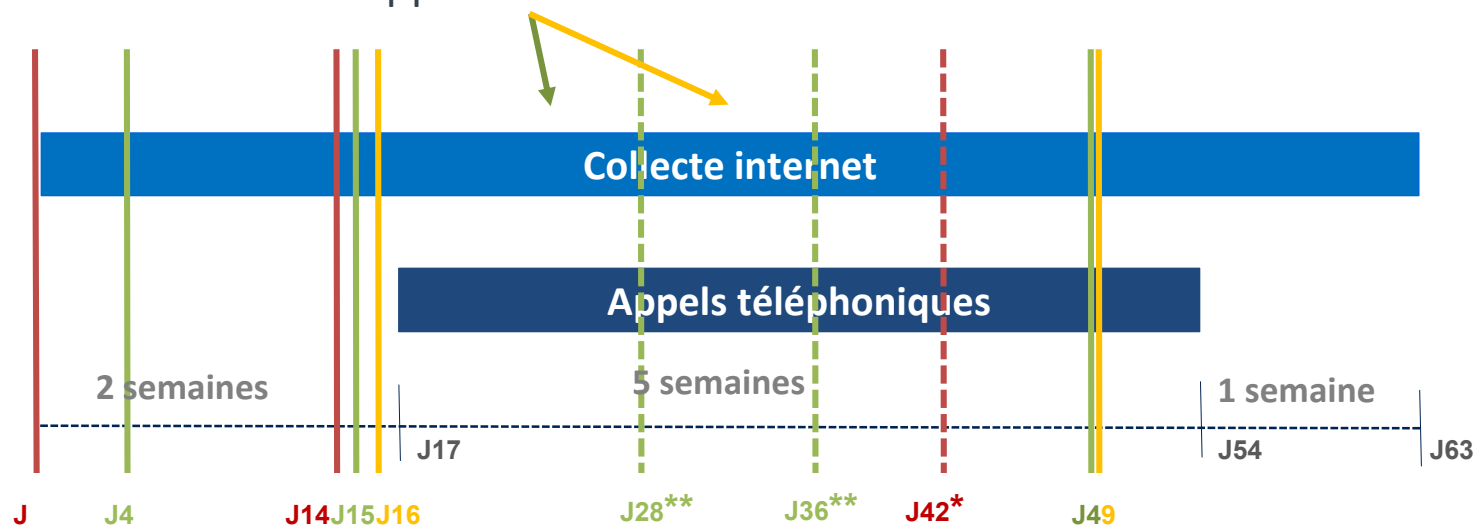 Collecte internet
Appels téléphoniques
2 semaines
5 semaines
1 semaine
J17
J54
J63
J
J4
J14
J15
J16
J28**
J36**
J42*
J49